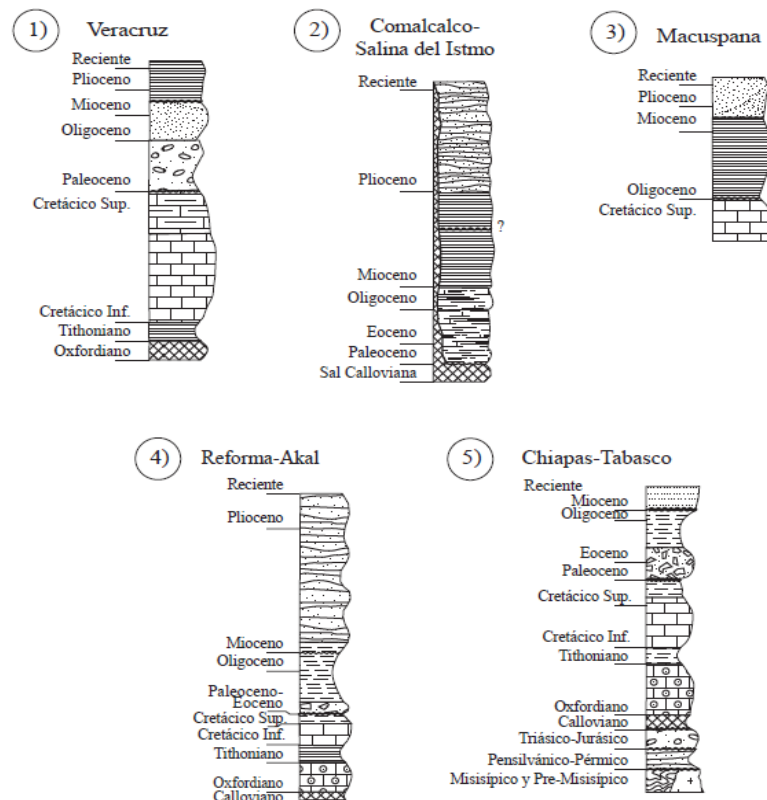 1) Veracruz
Reciente
Plioceno
Mioceno
Oligoceno
Paleoceno
Cretácico Sup.
Cretácico Inf.
Tithoniano
Oxfordiano
2) Comalcalco-
Salina del Istmo
Reciente
Plioceno
?
Mioceno
Oligoceno
Eoceno
Paleoceno
Sal Calloviana
3) Macuspana
Reciente
Plioceno
Mioceno
Oligoceno
Cretácico Sup.
4) Reforma-Akal
Reciente
Plioceno
Mioceno
Oligoceno
Paleoceno-
Eoceno
Cretácico Sup.
Cretácico Inf.
Tithoniano
Oxfordiano
Calloviano
5) Chiapas-Tabasco
Reciente
Mioceno
Oligoceno
Eoceno
Paleoceno
Cretácico Sup.
Cretácico Inf.
Tithoniano
Oxfordiano
Calloviano
Triásico-Jurásico
Pensilvánico-Pérmico
Misisípico y Pre-Misisípico
+